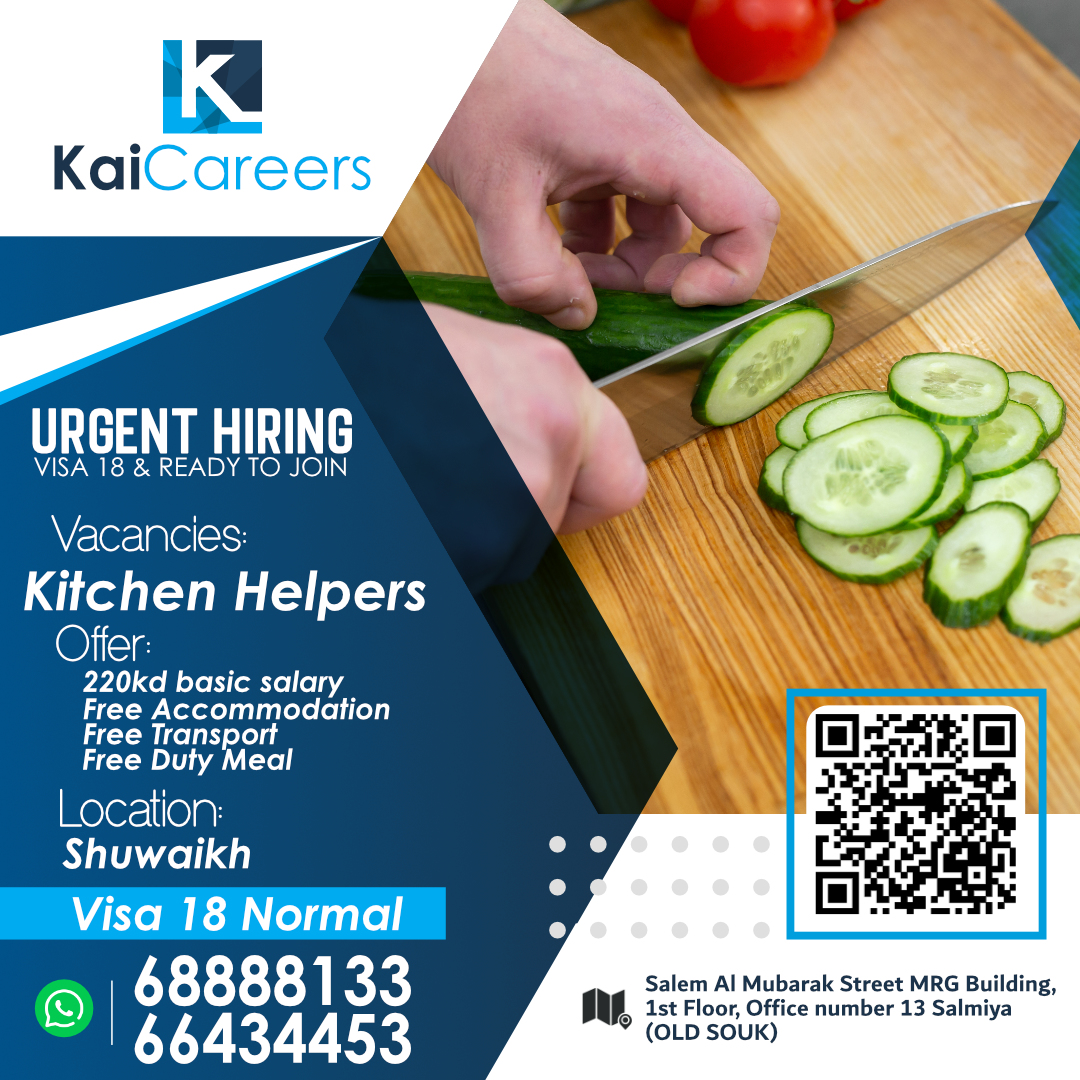 K
KaiCareers
URGENT HIRING
VISA 18 & READY TO JOIN
Vacancies:
Kitchen Helpers
Offer:
220kd basic salary
Free Accommodation
Free Transport
Free Duty Meal
Location:
Shuwaikh
Visa 18 Normal
68888133
66434453
Salem Al Mubarak Street MRG Building,
1st Floor, Office number 13 Salmiya
(OLD SOUK)